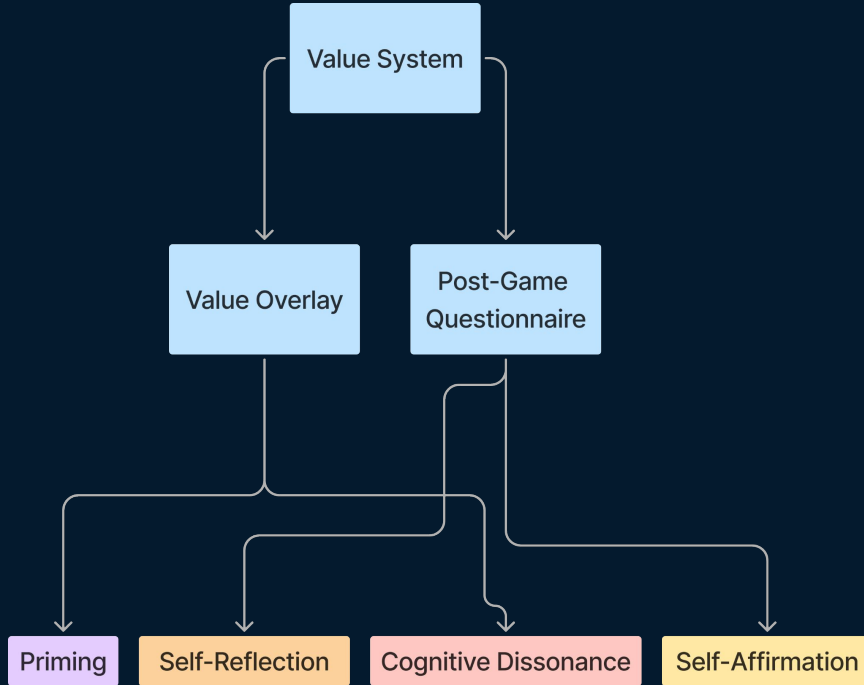 Value System
Value Overlay
Post-Game
Questionnaire
Priming
Self-Reflection
Cognitive Dissonance
Self-Affirmation